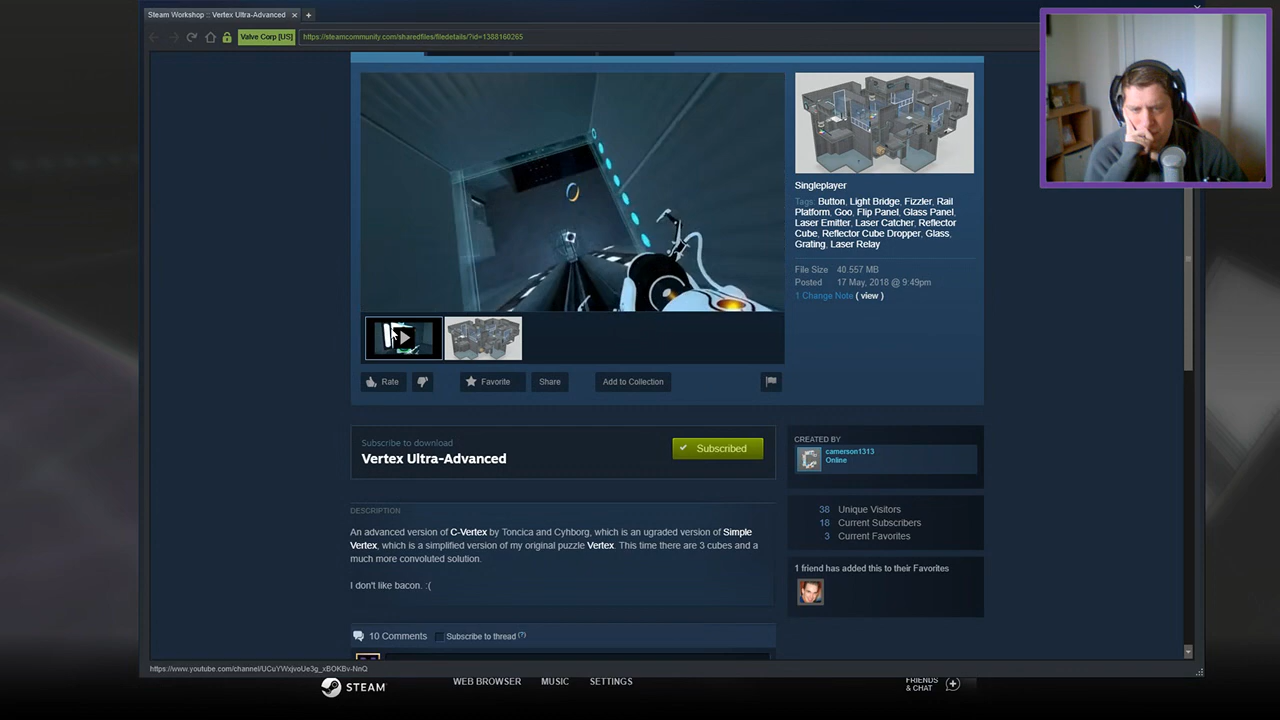 Steam Workshop :: Vertex Ultra-Advanced
Valve Corp [US]
https://steamcommunity.com/sharedfiles/filedetails/?id=1388160265
Singleplayer
Tags: Button, Light Bridge, Fizzler, Rail
Platform, Goo, Flip Panel, Glass Panel,
Laser Emitter, Laser Catcher, Reflector
Cube, Reflector Cube Dropper, Glass,
Grating, Laser Relay
File Size 40.557 MB
Posted 17 May, 2018 @ 9:49pm
1 Change Note ( view )
Rate
Favorite
Share
Add to Collection
Subscribe to download
Vertex Ultra-Advanced
Subscribed
CREATED BY
camerson1313
Online
38 Unique Visitors
18 Current Subscribers
3 Current Favorites
DESCRIPTION
An advanced version of C-Vertex by Toncica and Cyhborg, which is an ugraded version of Simple
Vertex, which is a simplified version of my original puzzle Vertex. This time there are 3 cubes and a
much more convoluted solution.
I don't like bacon. :(
1 friend has added this to their Favorites
10 Comments
Subscribe to thread (?)
https://www.youtube.com/channel/UCuYWxjvoUe3g_xBOKBv-NnQ
STEAM
WEB BROWSER
MUSIC
SETTINGS
FRIENDS
& CHAT